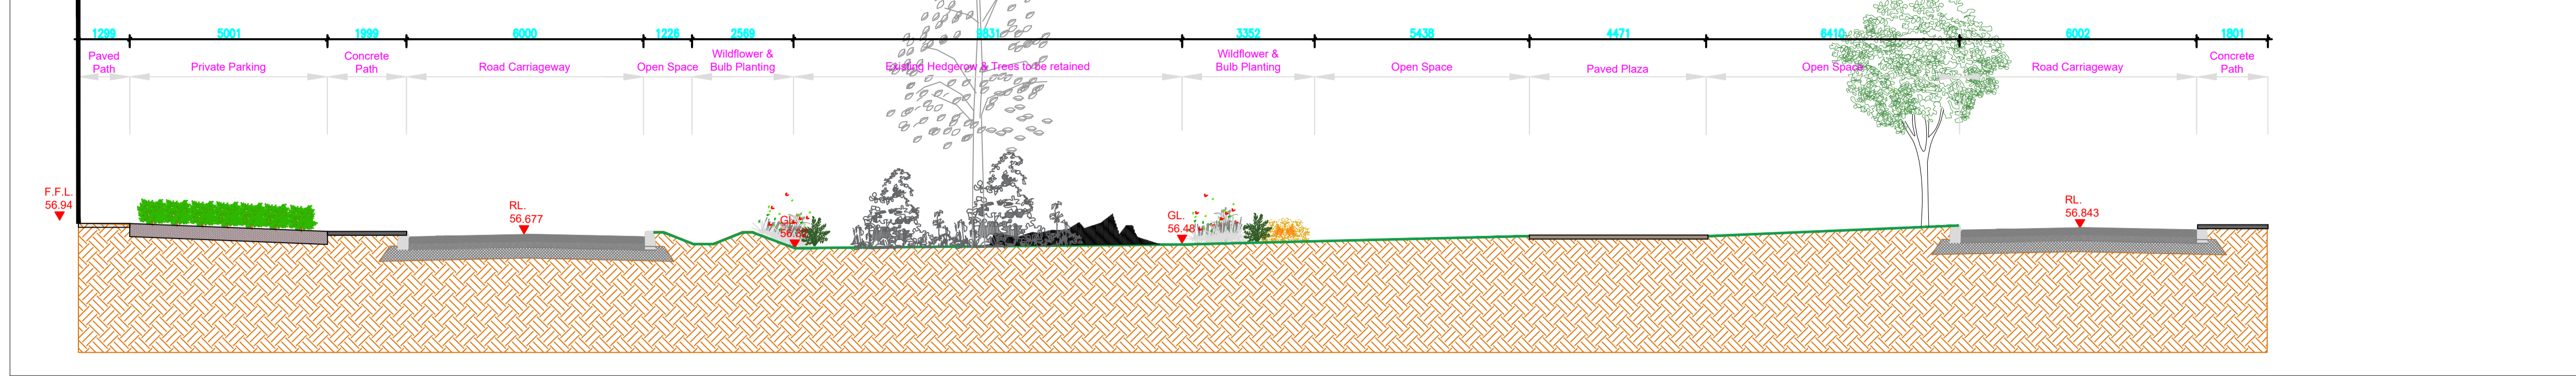 1299 5001 1999 6000 1226 2569 9831 3352 5438 4471 6410 6002 1801
Paved
Path
Private Parking
Concrete
Path
Road Carriageway
Open Space
Wildflower &
Bulb Planting
Existing Hedgerow & Trees to be retained
Wildflower &
Bulb Planting
Open Space
Paved Plaza
Open Space
Road Carriageway
Concrete
Path
F.F.L.
56.94
RL.
56.677
GL.
GL.
56.48
RL.
56.843